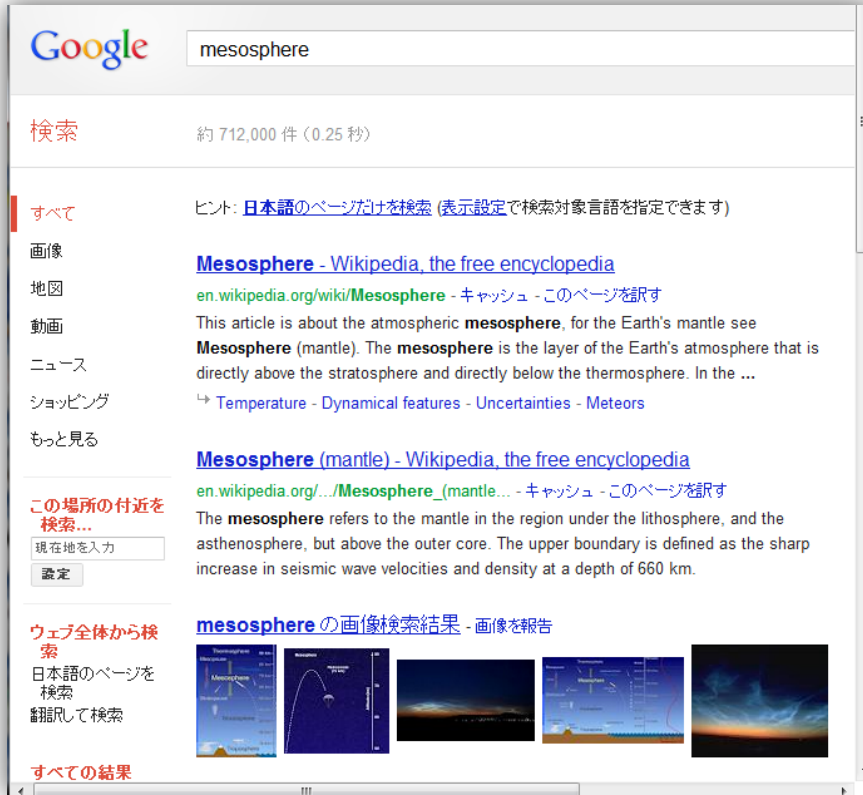 Google
mesosphere
検索
約 712,000 件 (0.25 秒)
すべて
画像
地図
動画
ニュース
ショッピング
もっと見る
この場所の付近を
検索...
現在地を入力
設定
ウェブ全体から検
索
日本語のページを
検索
翻訳して検索
すべての結果
ヒント: 日本語のページだけを検索 (表示設定で検索対象言語を指定できます)
Mesosphere - Wikipedia, the free encyclopedia
en.wikipedia.org/wiki/Mesosphere - キャッシュ - このページを訳す
This article is about the atmospheric mesosphere, for the Earth's mantle see
Mesosphere (mantle). The mesosphere is the layer of the Earth's atmosphere that is
directly above the stratosphere and directly below the thermosphere. In the ...
Temperature - Dynamical features - Uncertainties - Meteors
Mesosphere (mantle) - Wikipedia, the free encyclopedia
en.wikipedia.org/.../Mesosphere_(mantle... - キャッシュ - このページを訳す
The mesosphere refers to the mantle in the region under the lithosphere, and the
asthenosphere, but above the outer core. The upper boundary is defined as the sharp
increase in seismic wave velocities and density at a depth of 660 km.
mesosphere の画像検索結果 - 画像を報告
Thermosphere
Mesosphere